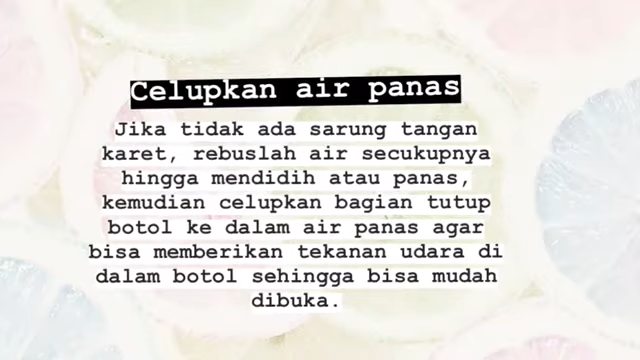 Celupkan air panas
Jika tidak ada sarung tangan
karet, rebuslah air secukupnya
hingga mendidih atau panas,
kemudian celupkan bagian tutup
botol ke dalam air panas agar
bisa memberikan tekanan udara di
dalam botol sehingga bisa mudah
dibuka.